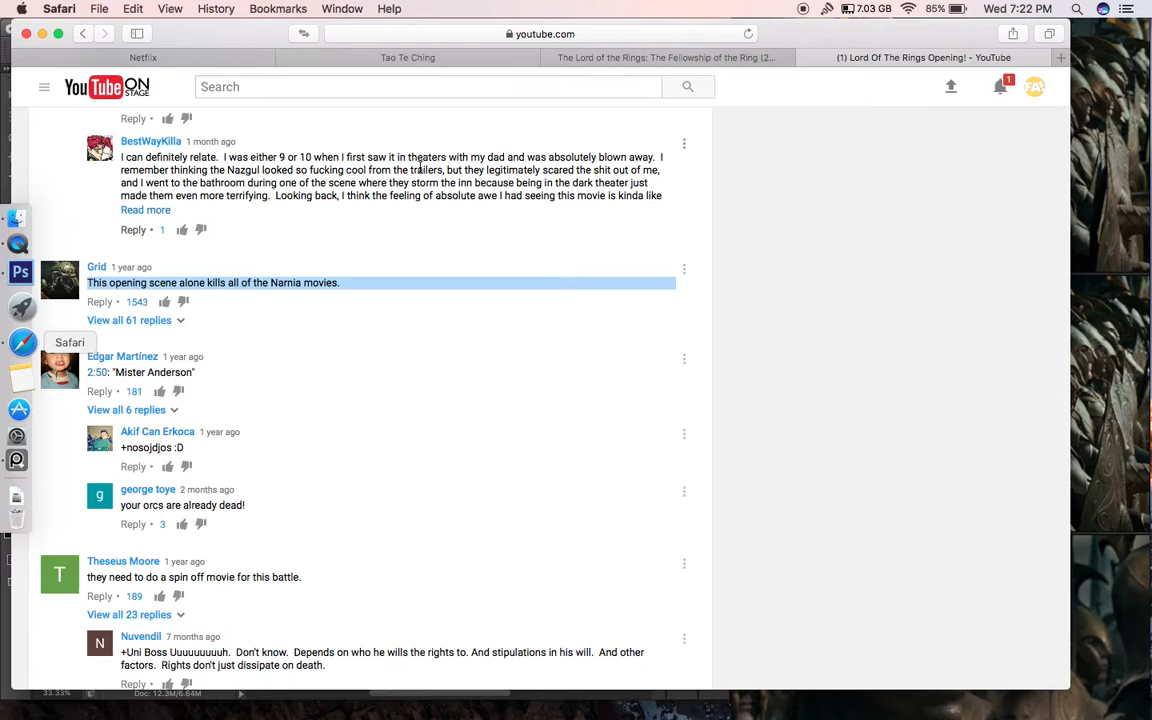 Safari File Edit View History Bookmarks Window Help 7.03 GB 85% Wed 7:22 PM
youtube.com
Netflix Tao Te Ching The Lord of the Rings: The Fellowship of the Ring (2... (1) Lord Of The Rings Opening! - YouTube
YouTube ON STAGE Search 1 FA
Reply •
BestWayKilla 1 month ago
I can definitely relate. I was either 9 or 10 when I first saw it in theaters with my dad and was absolutely blown away. I
remember thinking the Nazgul looked so fucking cool from the trailers, but they legitimately scared the shit out of me,
and I went to the bathroom during one of the scene where they storm the inn because being in the dark theater just
made them even more terrifying. Looking back, I think the feeling of absolute awe I had seeing this movie is kinda like
Read more
Reply • 1
Grid 1 year ago
This opening scene alone kills all of the Narnia movies.
Reply • 1543
View all 61 replies
Ps
Safari
Edgar Martínez 1 year ago
2:50: "Mister Anderson"
Reply • 181
View all 6 replies
Akif Can Erkoca 1 year ago
+nosojdjos :D
Reply •
g george toye 2 months ago
your orcs are already dead!
Reply • 3
T Theseus Moore 1 year ago
they need to do a spin off movie for this battle.
Reply • 189
View all 23 replies
N Nuvendil 7 months ago
+Uni Boss Uuuuuuuuh. Don't know. Depends on who he wills the rights to. And stipulations in his will. And other
factors. Rights don't just dissipate on death.
Reply •
33.33% Doc: 12.3M/6.84M